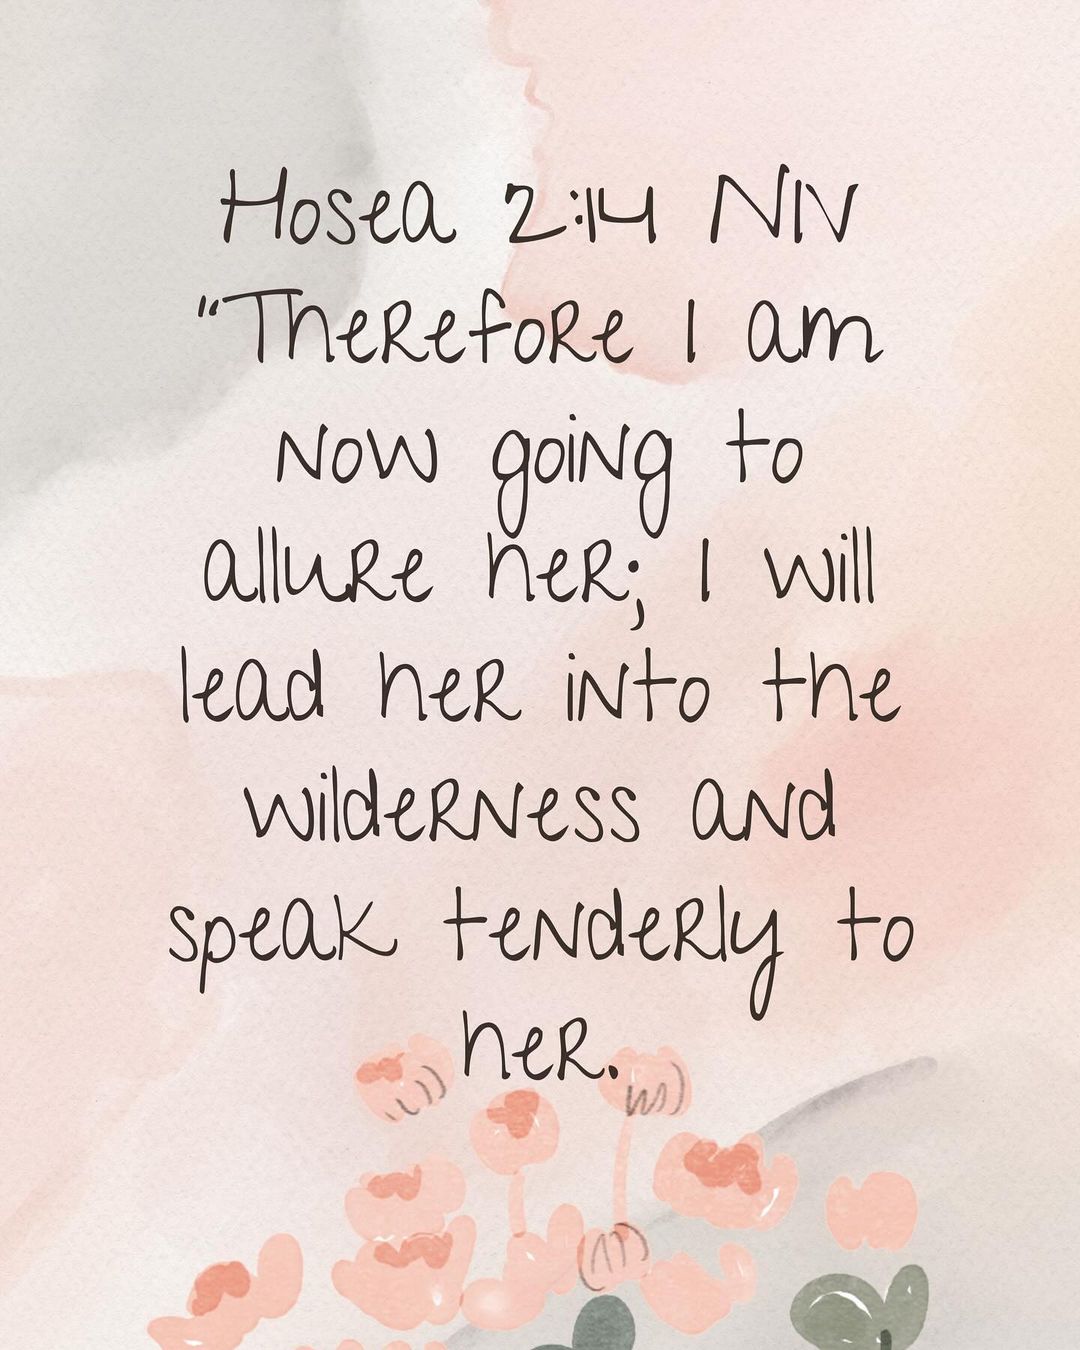 Hosea 2:14 NIV
“Therefore I am
now going to
allure her; I will
lead her into the
wilderness and
speak tenderly to
her.